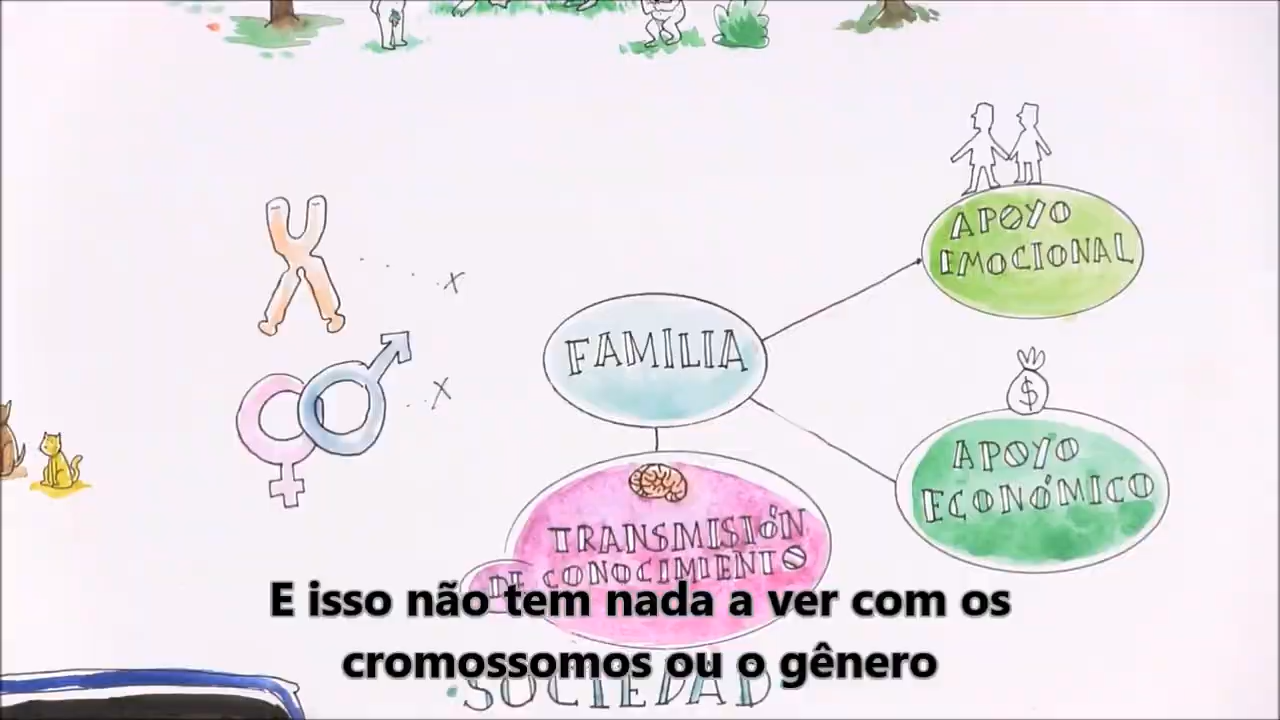 APOYO
EMOCIONAL
FAMILIA
$
APOYO
ECONÓMICO
TRANSMISIÓN
DE CONOCIMIENTO
E isso não tem nada a ver com os
cromossomos ou o gênero
SOCIEDAD